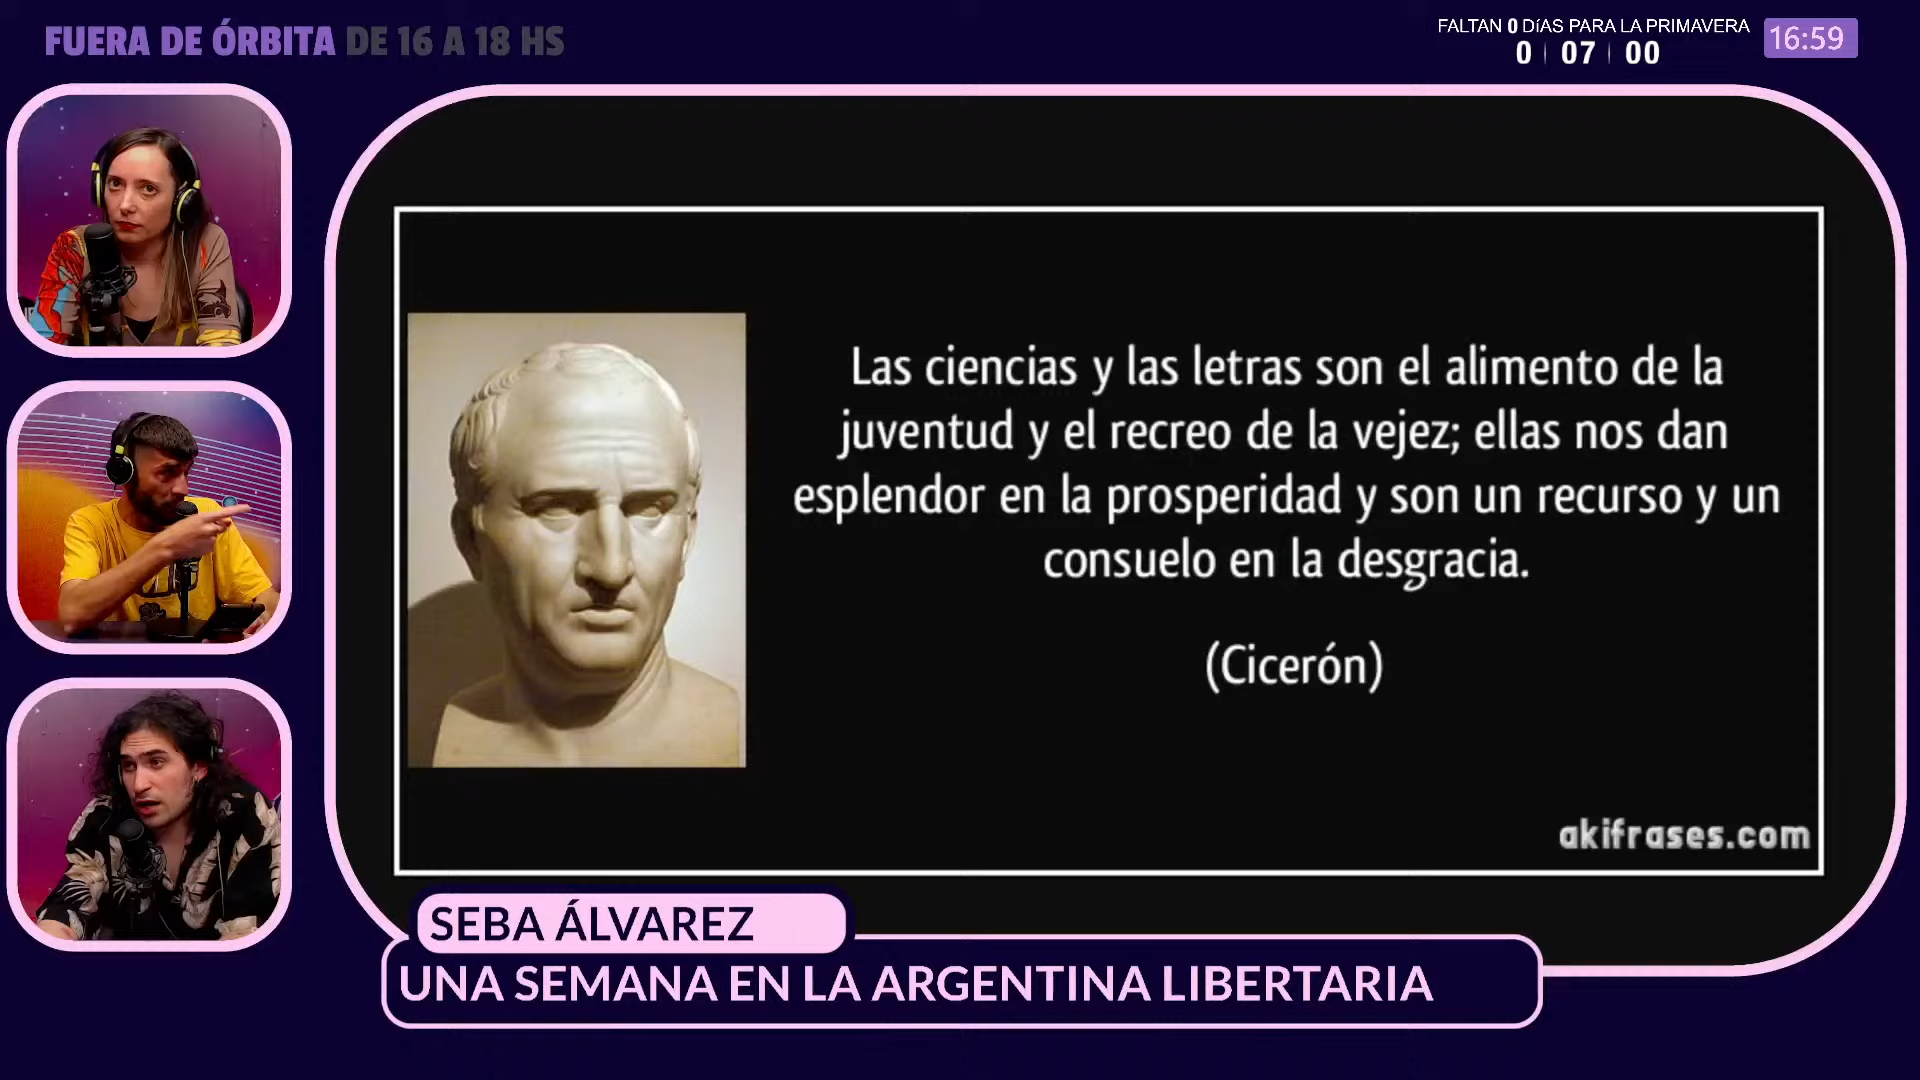 FUERA DE ÓRBITA DE 16 A 18 HS
FALTAN 0 DíAS PARA LA PRIMAVERA
0 | 07 | 00
16:59
Las ciencias y las letras son el alimento de la
juventud y el recreo de la vejez; ellas nos dan
esplendor en la prosperidad y son un recurso y un
consuelo en la desgracia.
(Cicerón)
akifrases.com
SEBA ÁLVAREZ
UNA SEMANA EN LA ARGENTINA LIBERTARIA